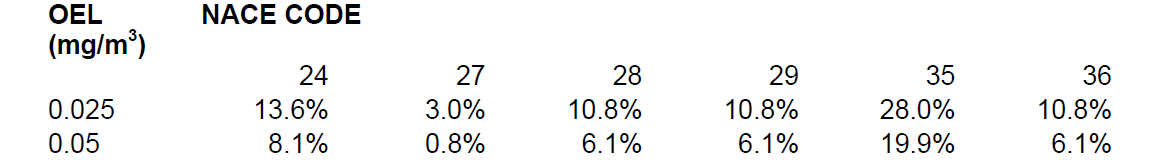 OEL NACE CODE
(mg/m³)
24 27 28 29 35 36
0.025 13.6% 3.0% 10.8% 10.8% 28.0% 10.8%
0.05 8.1% 0.8% 6.1% 6.1% 19.9% 6.1%